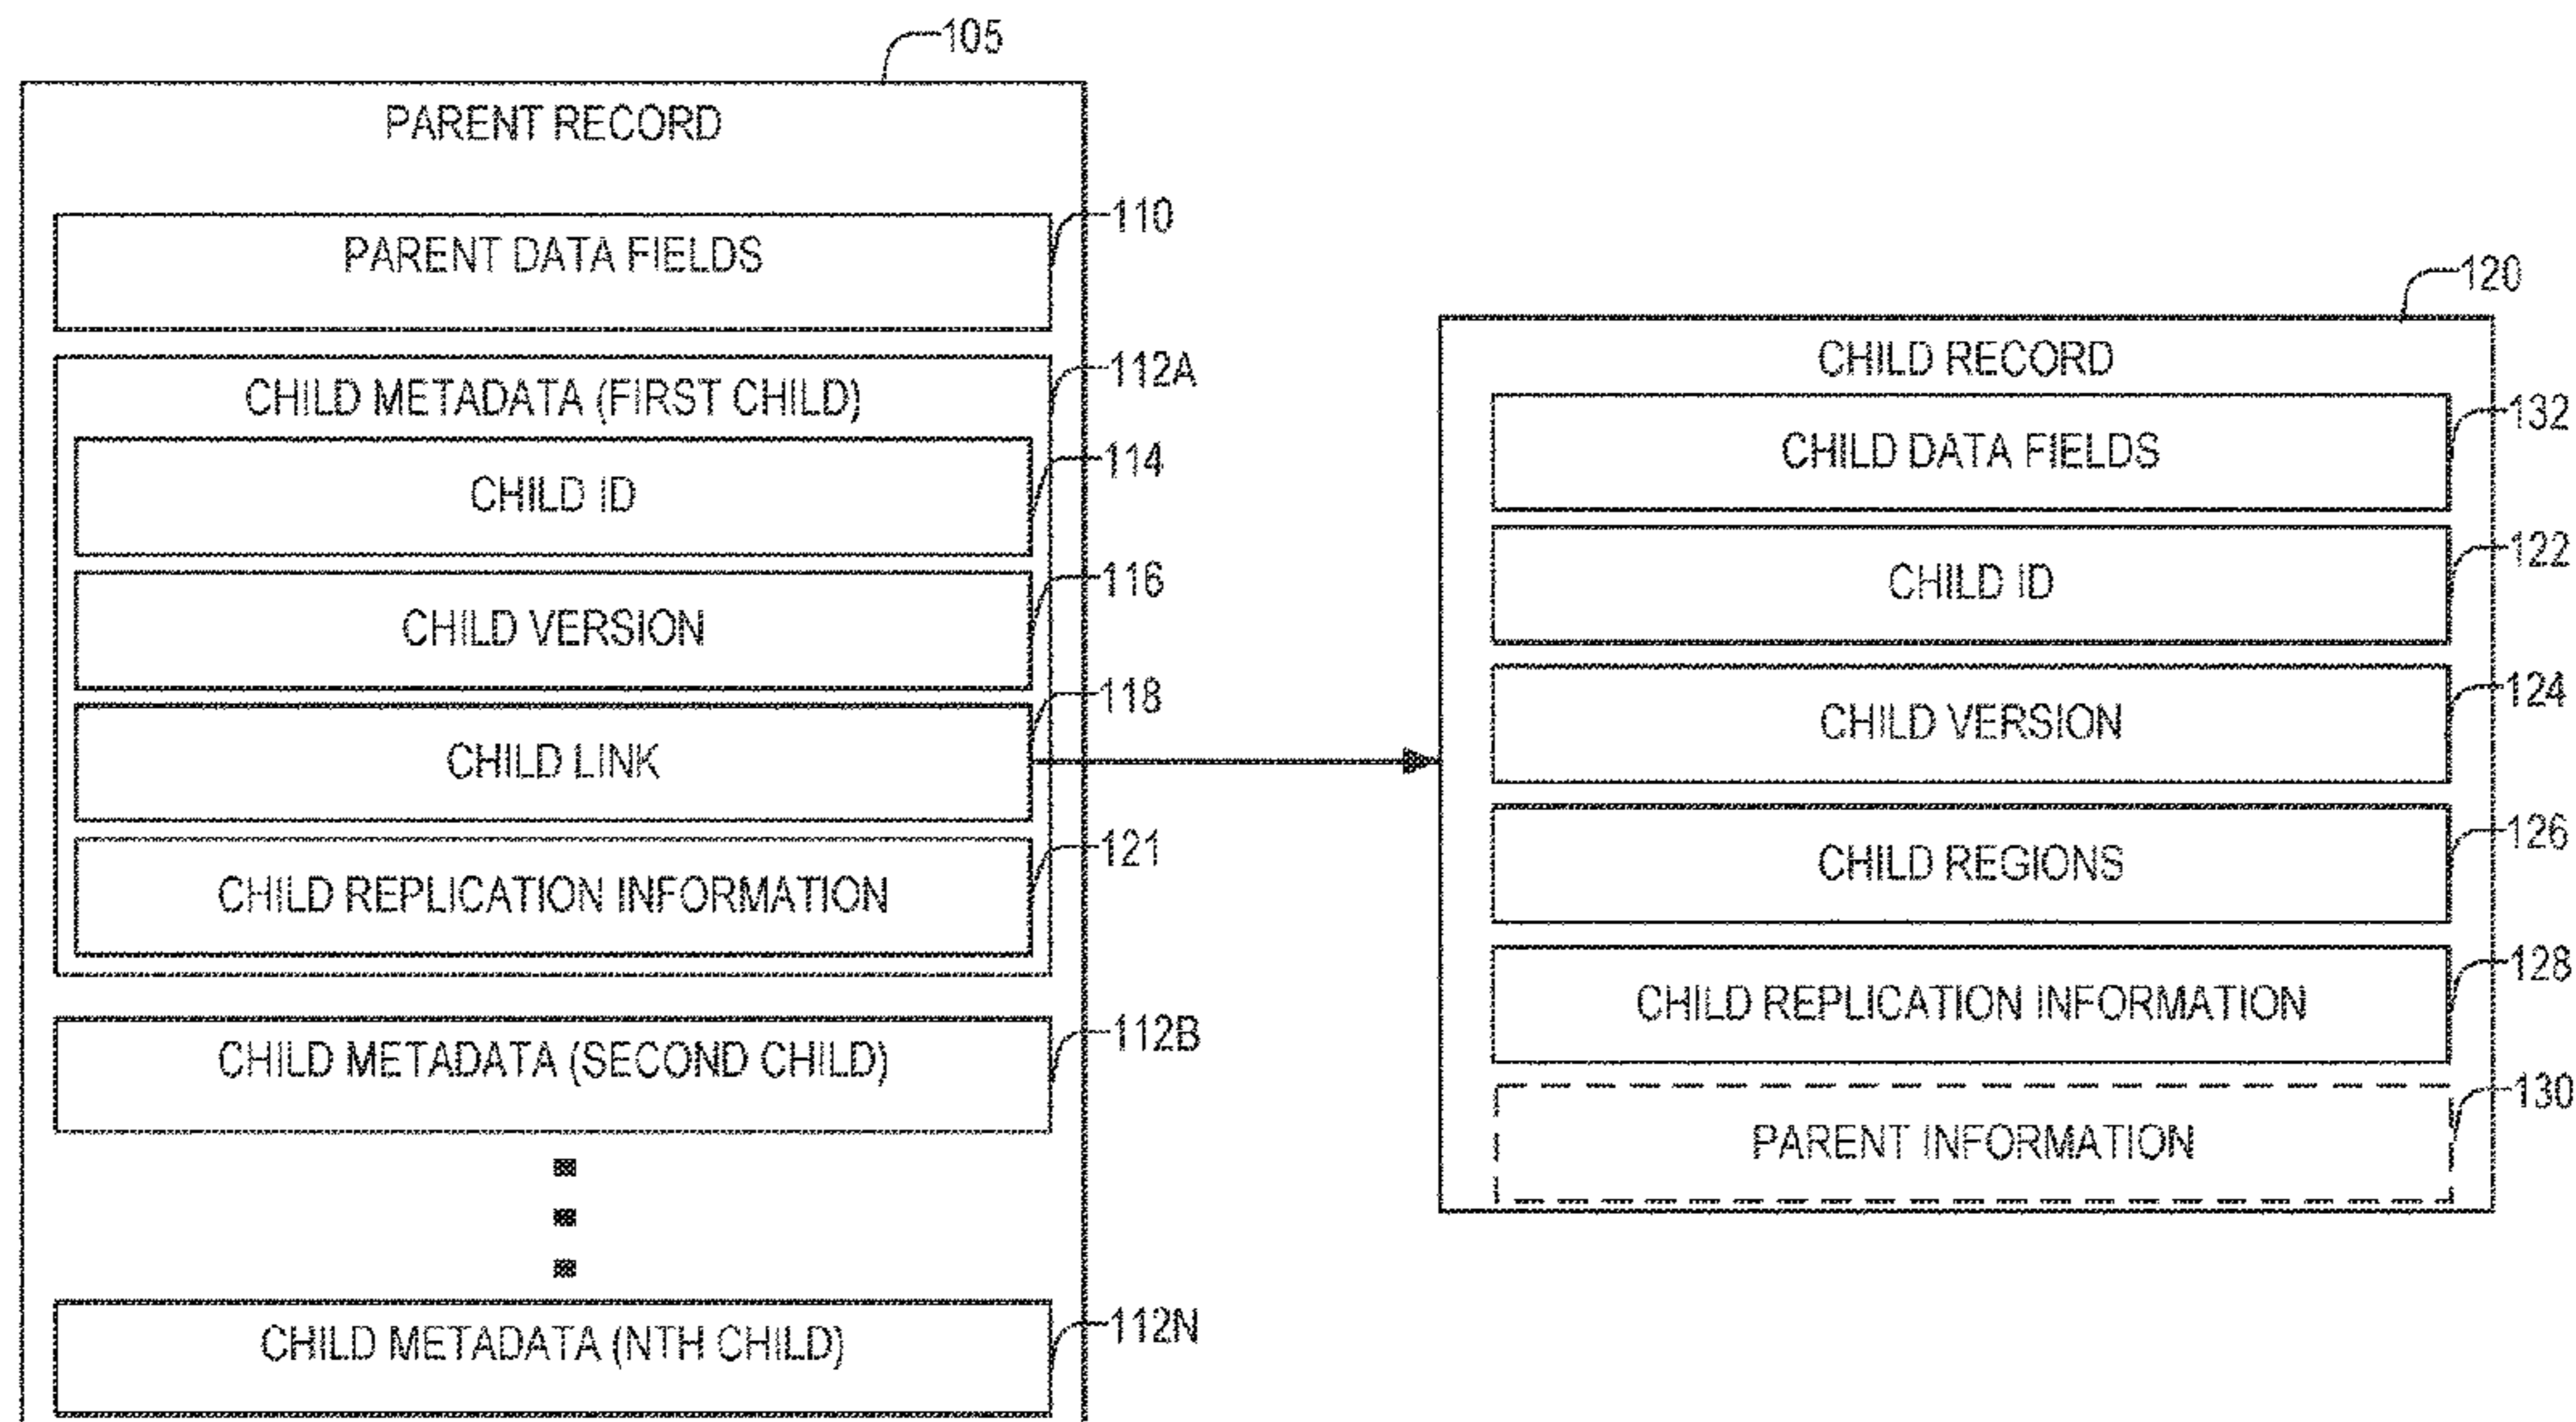 105
PARENT RECORD
110
PARENT DATA FIELDS
112A
CHILD METADATA (FIRST CHILD)
114
CHILD ID
116
CHILD VERSION
118
CHILD LINK
121
CHILD REPLICATION INFORMATION
112B
CHILD METADATA (SECOND CHILD)
112N
CHILD METADATA (NTH CHILD)
120
CHILD RECORD
132
CHILD DATA FIELDS
122
CHILD ID
124
CHILD VERSION
126
CHILD REGIONS
128
CHILD REPLICATION INFORMATION
130
PARENT INFORMATION